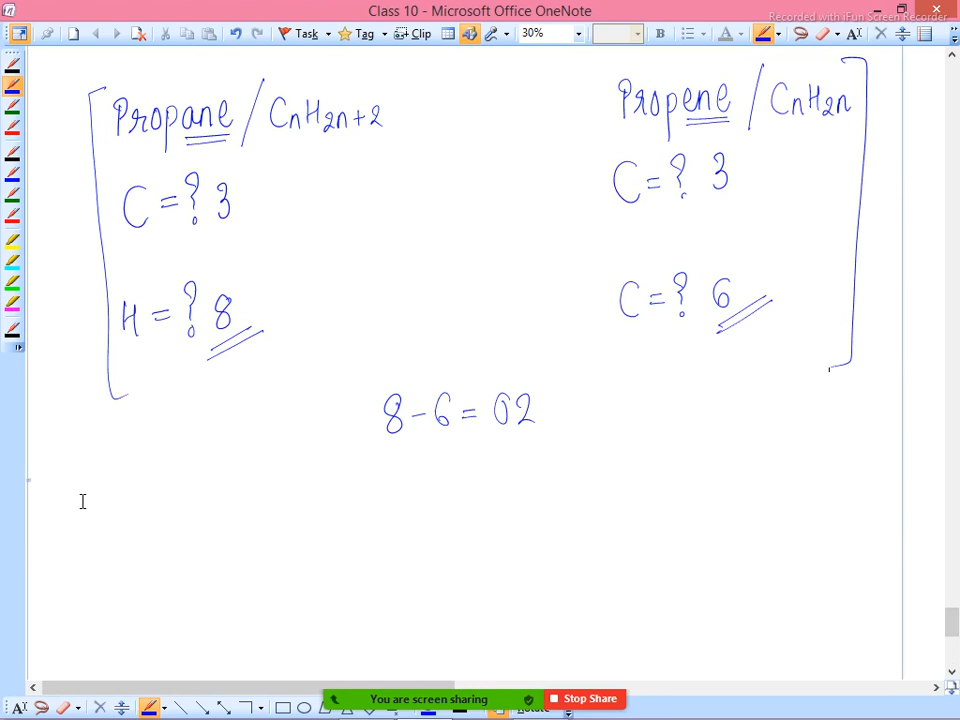 Class 10 - Microsoft Office OneNote
Recorded with iFun Screen Recorder
Task
Tag
Clip
30%
B
A
Propane / CnH2n+2
Propene / CnH2n
C = ? 3
C = ? 3
H = ? 8
C = ? 6
8 - 6 = 02
You are screen sharing
Stop Share